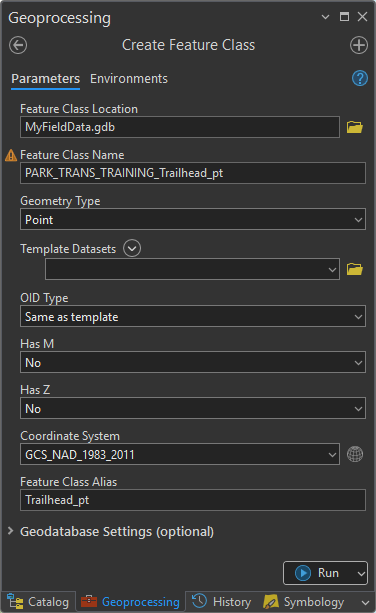 Geoprocessing
Create Feature Class
Parameters Environments
Feature Class Location
MyFieldData.gdb
Feature Class Name
PARK_TRANS_TRAINING_Trailhead_pt
Geometry Type
Point
Template Datasets
OID Type
Same as template
Has M
No
Has Z
No
Coordinate System
GCS_NAD_1983_2011
Feature Class Alias
Trailhead_pt
Geodatabase Settings (optional)
Run
Catalog Geoprocessing History Symbology